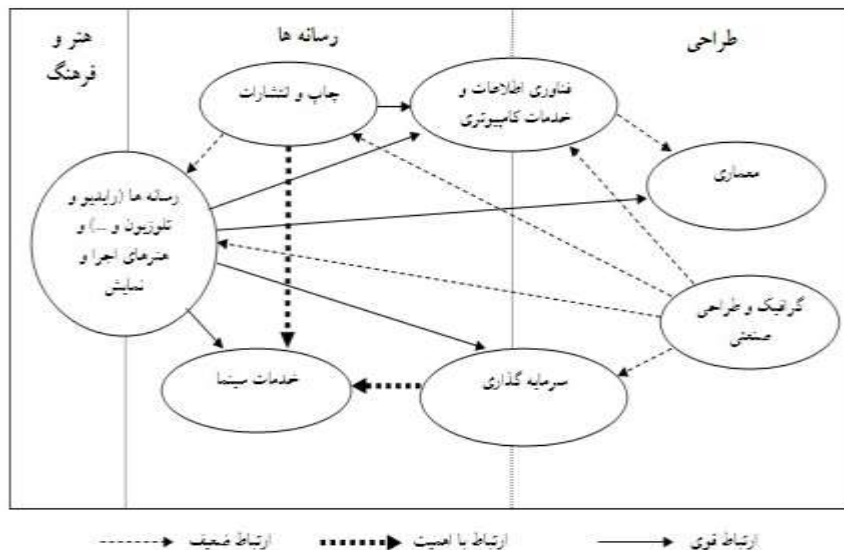 هنر و
فرهنگ
رسانه ها
طراحی
چاپ و انتشارات
فناوری اطلاعات و
خدمات کامپیوتری
معماری
رسانه ها (رادیو و
تلوزیون و ...) و
هنرهای اجرا و
نمایش
گرافیک و طراحی
صنعتی
خدمات سینما
سرمایه گذاری
ارتباط قوی
ارتباط با اهمیت
ارتباط ضعیف